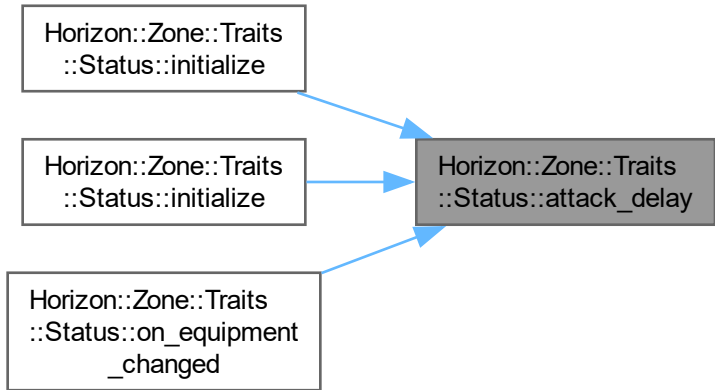 Horizon::Zone::Traits
::Status::initialize
Horizon::Zone::Traits
::Status::initialize
Horizon::Zone::Traits
::Status::on_equipment
_changed
Horizon::Zone::Traits
::Status::attack_delay